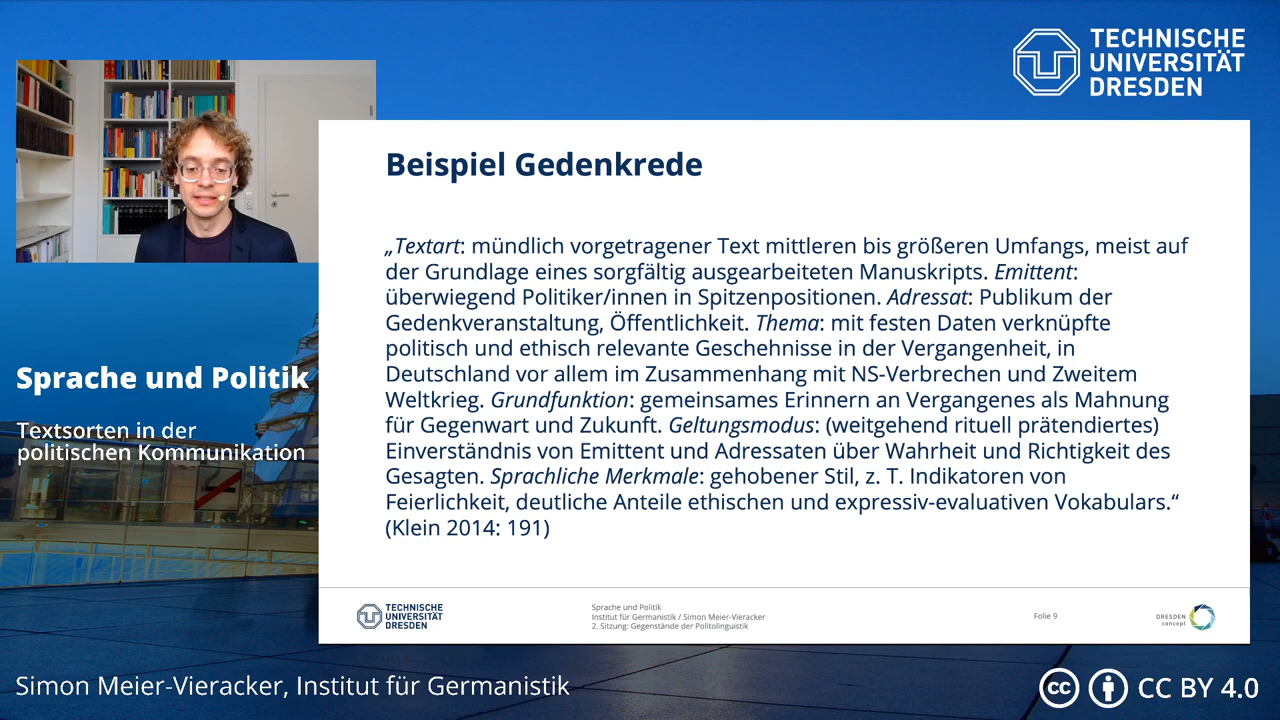 TECHNISCHE
UNIVERSITÄT
DRESDEN
Beispiel Gedenkrede
„Textart: mündlich vorgetragener Text mittleren bis größeren Umfangs, meist auf
der Grundlage eines sorgfältig ausgearbeiteten Manuskripts. Emittent:
überwiegend Politiker/innen in Spitzenpositionen. Adressat: Publikum der
Gedenkveranstaltung, Öffentlichkeit. Thema: mit festen Daten verknüpfte
politisch und ethisch relevante Geschehnisse in der Vergangenheit, in
Deutschland vor allem im Zusammenhang mit NS-Verbrechen und Zweitem
Weltkrieg. Grundfunktion: gemeinsames Erinnern an Vergangenes als Mahnung
für Gegenwart und Zukunft. Geltungsmodus: (weitgehend rituell prätendiertes)
Einverständnis von Emittent und Adressaten über Wahrheit und Richtigkeit des
Gesagten. Sprachliche Merkmale: gehobener Stil, z. T. Indikatoren von
Feierlichkeit, deutliche Anteile ethischen und expressiv-evaluativen Vokabulars.“
(Klein 2014: 191)
Sprache und Politik
Textsorten in der
politischen Kommunikation
TECHNISCHE
UNIVERSITÄT
DRESDEN
Sprache und Politik
Institut für Germanistik / Simon Meier-Vieracker
2. Sitzung: Gegenstände der Politolinguistik
Folie 9
DRESDEN
concept
Simon Meier-Vieracker, Institut für Germanistik
cc CC BY 4.0